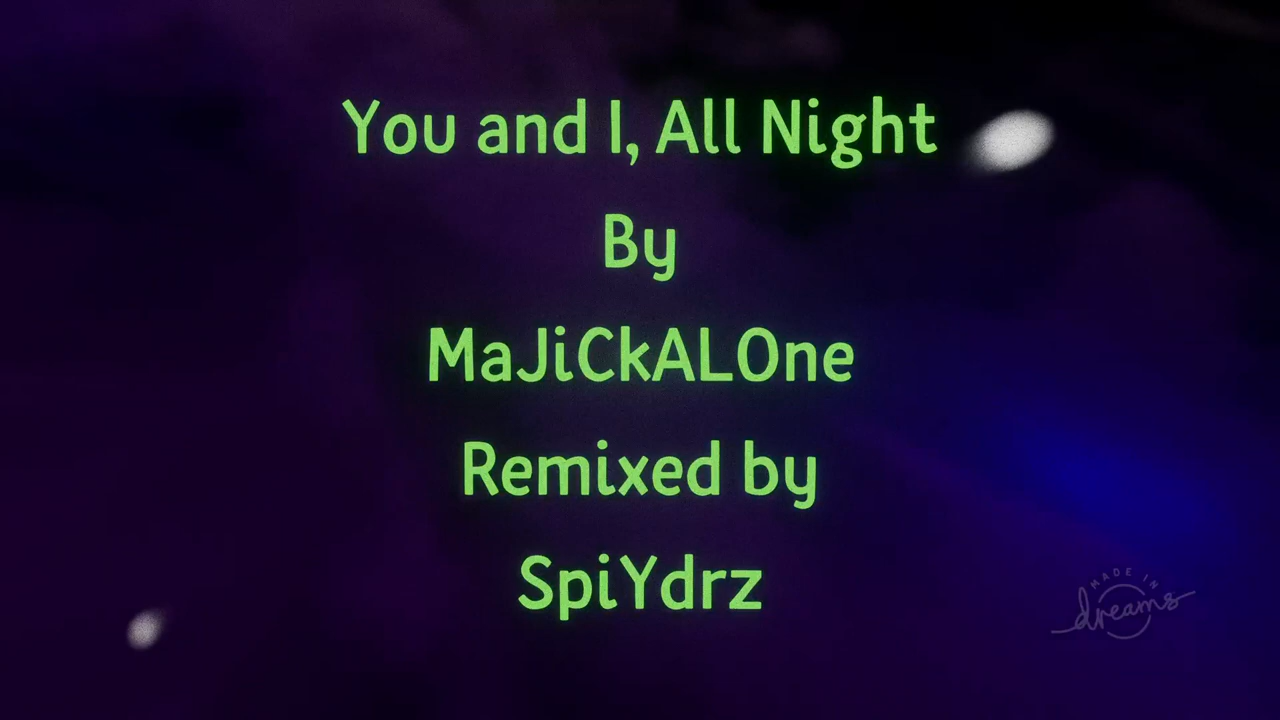 You and I, All Night
By
MaJiCkALOne
Remixed by
SpiYdrz
MADE IN
dreams